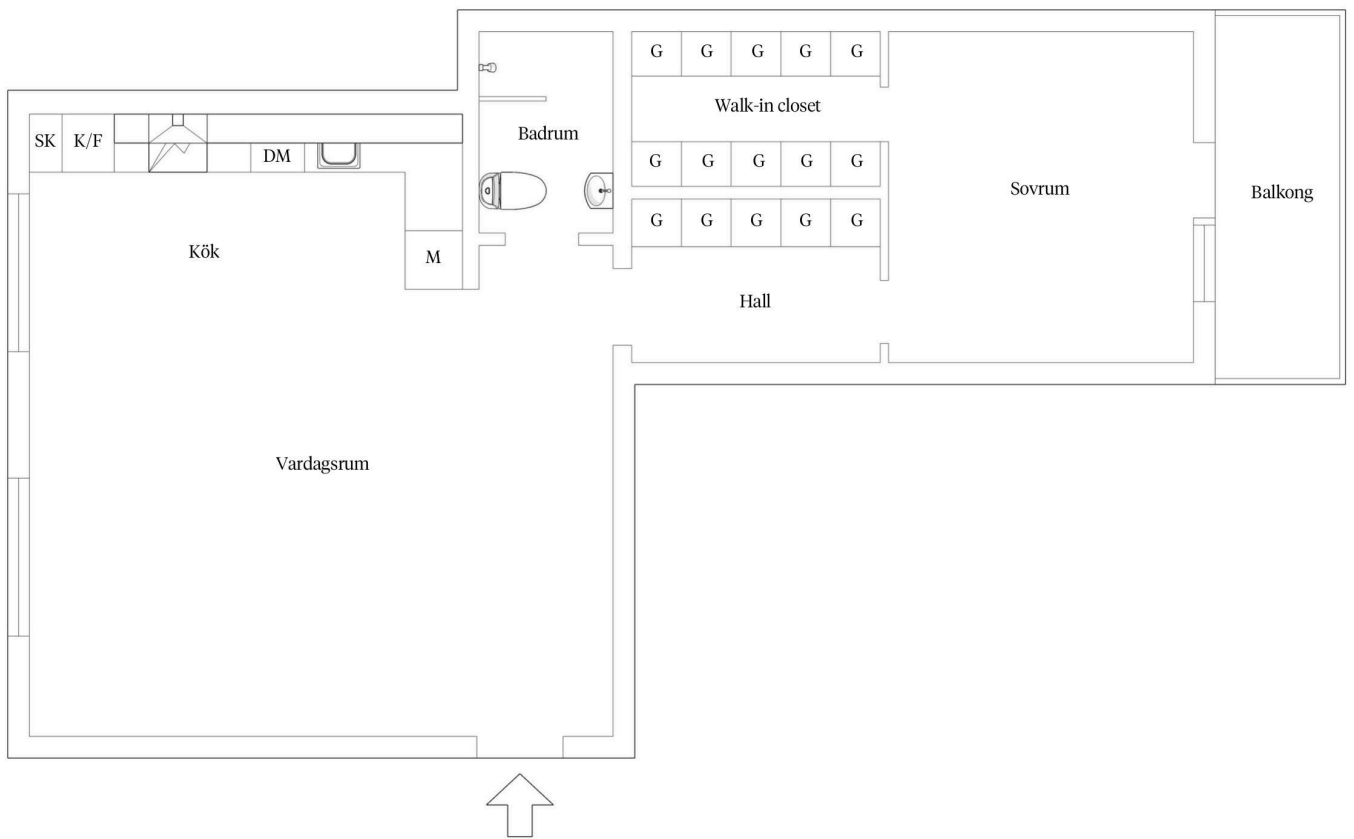 G G G G G
Walk-in closet
SK K/F
Badrum
DM
G G G G G
Sovrum
Balkong
G G G G G
Kök
M
Hall
Vardagsrum